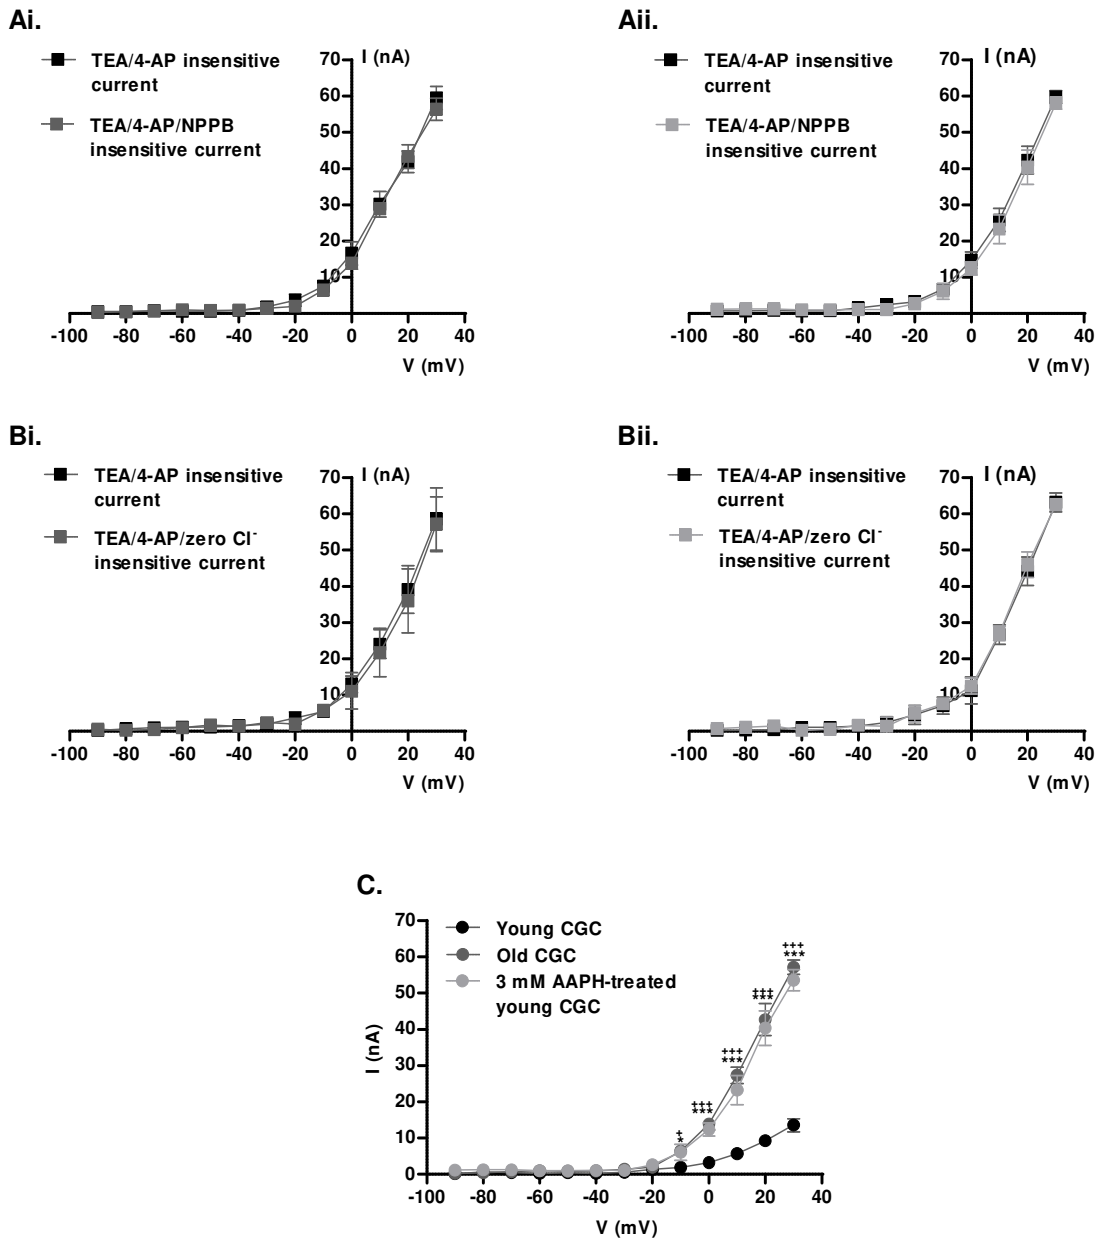 Ai.
TEA/4-AP insensitive
current
TEA/4-AP/NPPB
insensitive current
I (nA)
70
60
50
40
30
20
10
-100 -80 -60 -40 -20 0 20 40
V (mV)
Aii.
TEA/4-AP insensitive
current
TEA/4-AP/NPPB
insensitive current
I (nA)
70
60
50
40
30
20
10
-100 -80 -60 -40 -20 0 20 40
V (mV)
Bi.
TEA/4-AP insensitive
current
TEA/4-AP/zero Cl⁻
insensitive current
I (nA)
70
60
50
40
30
20
10
-100 -80 -60 -40 -20 0 20 40
V (mV)
Bii.
TEA/4-AP insensitive
current
TEA/4-AP/zero Cl⁻
insensitive current
I (nA)
70
60
50
40
30
20
10
-100 -80 -60 -40 -20 0 20 40
V (mV)
C.
Young CGC
Old CGC
3 mM AAPH-treated
young CGC
I (nA)
70
60
50
40
30
20
10
0
+
*
+++
***
+++
***
+++
***
+++
***
-100 -80 -60 -40 -20 0 20 40
V (mV)